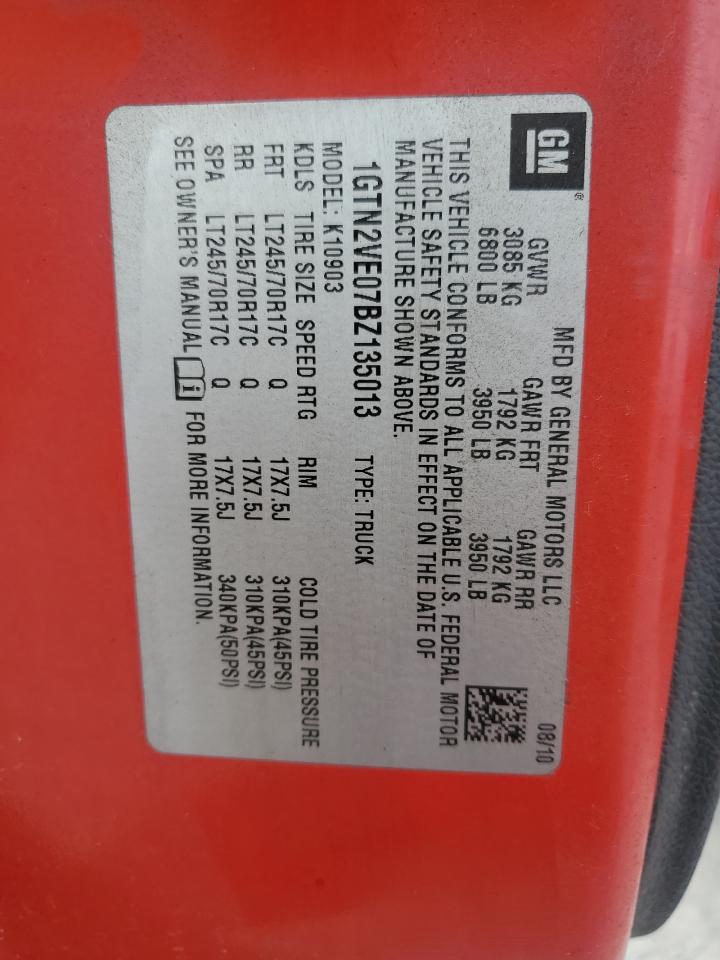 GM®
MFD BY GENERAL MOTORS LLC 08/10
GVWR GAWR FRT GAWR RR
3085 KG 1792 KG 1792 KG
6800 LB 3950 LB 3950 LB
THIS VEHICLE CONFORMS TO ALL APPLICABLE U.S. FEDERAL MOTOR
VEHICLE SAFETY STANDARDS IN EFFECT ON THE DATE OF
MANUFACTURE SHOWN ABOVE.
1GTN2VE07BZ135013 TYPE: TRUCK
MODEL: K10903
KDLS TIRE SIZE SPEED RTG RIM COLD TIRE PRESSURE
FRT LT245/70R17C Q 17X7.5J 310KPA(45PSI)
RR LT245/70R17C Q 17X7.5J 310KPA(45PSI)
SPA LT245/70R17C Q 17X7.5J 340KPA(50PSI)
SEE OWNER'S MANUAL i FOR MORE INFORMATION.